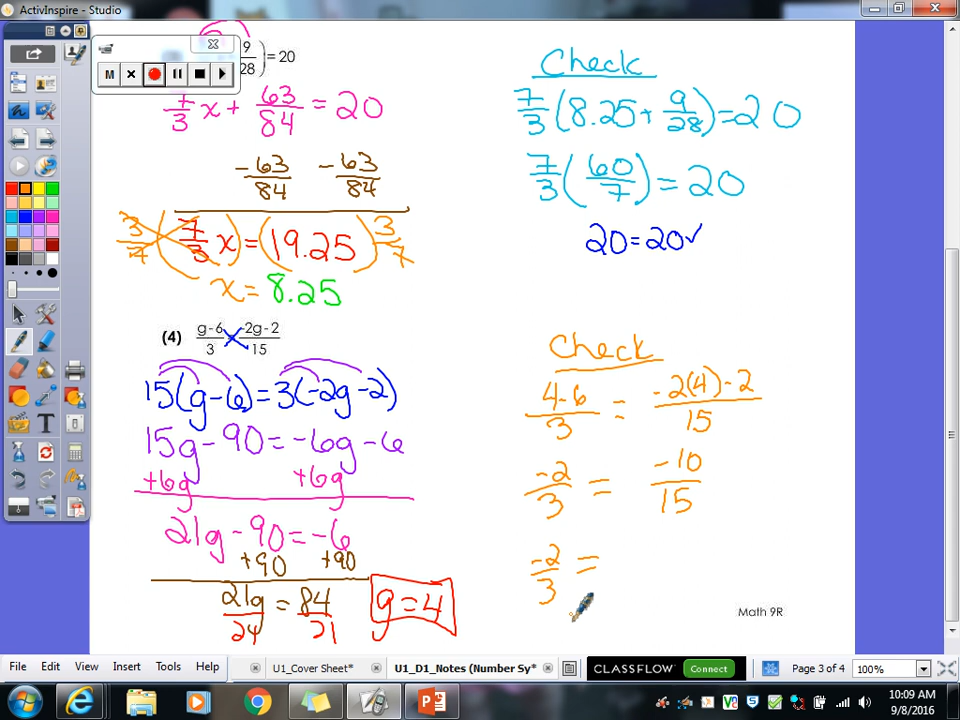 ActivInspire - Studio
9
28 ) = 20
M
7/3 x + 63/84 = 20
-63/84 -63/84
3/7 ( 7/3 x ) = ( 19.25 ) 3/7
x = 8.25
(4) g-6/3 -2g-2/15
15(g-6) = 3(-2g-2)
15g - 90 = -6g - 6
+6g +6g
21g - 90 = -6
+90 +90
21g/24 = 84/21 g = 4
Check
7/3 (8.25 + 9/28) = 20
7/3 (60/7) = 20
20 = 20✓
Check
4-6/3 = -2(4)-2/15
-2/3 = -10/15
-2/3 =
Math 9R
File Edit View Insert Tools Help
U1_Cover Sheet* U1_D1_Notes (Number Sy*
CLASSFLOW Connect
Page 3 of 4 100%
10:09 AM
9/8/2016